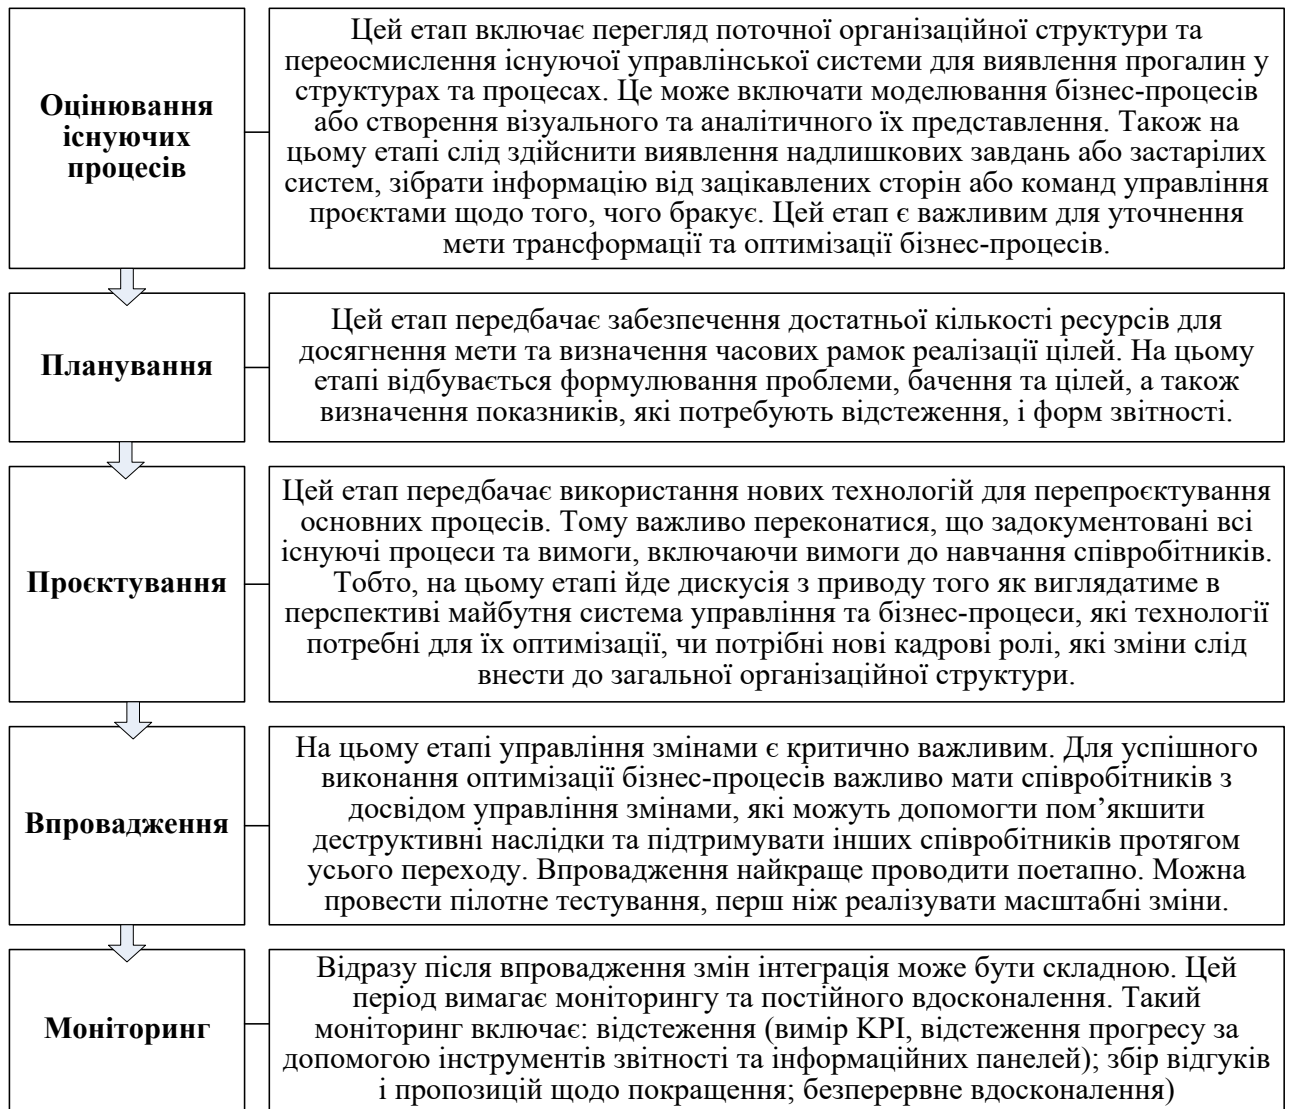 Оцінювання
існуючих
процесів
Цей етап включає перегляд поточної організаційної структури та
переосмислення існуючої управлінської системи для виявлення прогалин у
структурах та процесах. Це може включати моделювання бізнес-процесів
або створення візуального та аналітичного їх представлення. Також на
цьому етапі слід здійснити виявлення надлишкових завдань або застарілих
систем, зібрати інформацію від зацікавлених сторін або команд управління
проєктами щодо того, чого бракує. Цей етап є важливим для уточнення
мети трансформації та оптимізації бізнес-процесів.
Планування
Цей етап передбачає забезпечення достатньої кількості ресурсів для
досягнення мети та визначення часових рамок реалізації цілей. На цьому
етапі відбувається формулювання проблеми, бачення та цілей, а також
визначення показників, які потребують відстеження, і форм звітності.
Проєктування
Цей етап передбачає використання нових технологій для перепроєктування
основних процесів. Тому важливо переконатися, що задокументовані всі
існуючі процеси та вимоги, включаючи вимоги до навчання співробітників.
Тобто, на цьому етапі йде дискусія з приводу того як виглядатиме в
перспективі майбутня система управління та бізнес-процеси, які технології
потребні для їх оптимізації, чи потрібні нові кадрові ролі, які зміни слід
внести до загальної організаційної структури.
Впровадження
На цьому етапі управління змінами є критично важливим. Для успішного
виконання оптимізації бізнес-процесів важливо мати співробітників з
досвідом управління змінами, які можуть допомогти пом’якшити
деструктивні наслідки та підтримувати інших співробітників протягом
усього переходу. Впровадження найкраще проводити поетапно. Можна
провести пілотне тестування, перш ніж реалізувати масштабні зміни.
Моніторинг
Відразу після впровадження змін інтеграція може бути складною. Цей
період вимагає моніторингу та постійного вдосконалення. Такий
моніторинг включає: відстеження (вимір KPI, відстеження прогресу за
допомогою інструментів звітності та інформаційних панелей); збір відгуків
і пропозицій щодо покращення; безперервне вдосконалення)